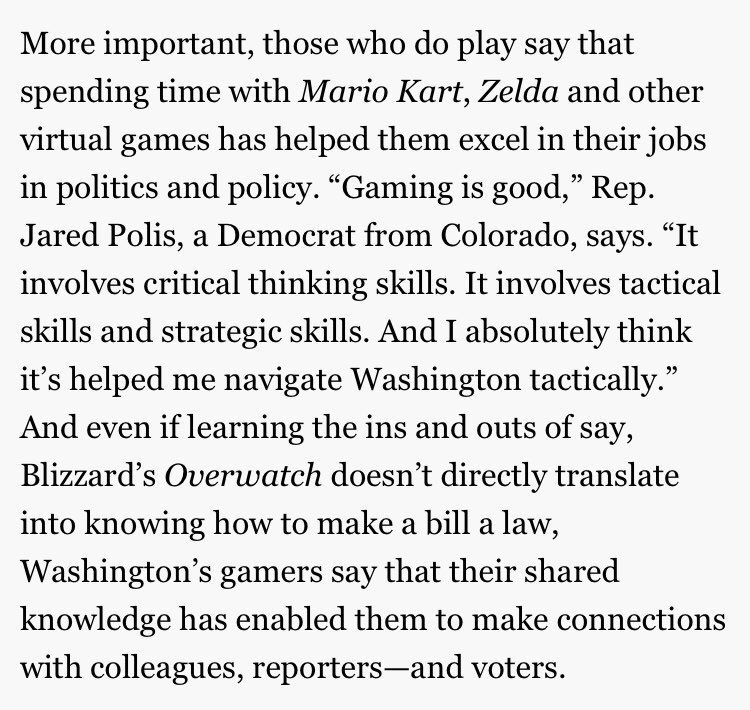 More important, those who do play say that
spending time with Mario Kart, Zelda and other
virtual games has helped them excel in their jobs
in politics and policy. “Gaming is good,” Rep.
Jared Polis, a Democrat from Colorado, says. “It
involves critical thinking skills. It involves tactical
skills and strategic skills. And I absolutely think
it’s helped me navigate Washington tactically.”
And even if learning the ins and outs of say,
Blizzard’s Overwatch doesn’t directly translate
into knowing how to make a bill a law,
Washington’s gamers say that their shared
knowledge has enabled them to make connections
with colleagues, reporters—and voters.